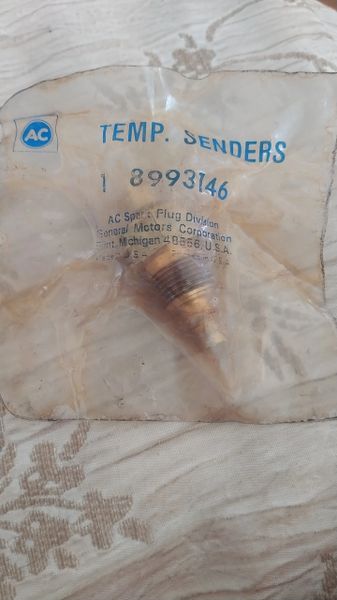 AC
TEMP. SENDERS
1 8993146
AC Spark Plug Division
General Motors Corporation
Flint, Michigan 48556, U.S.A.